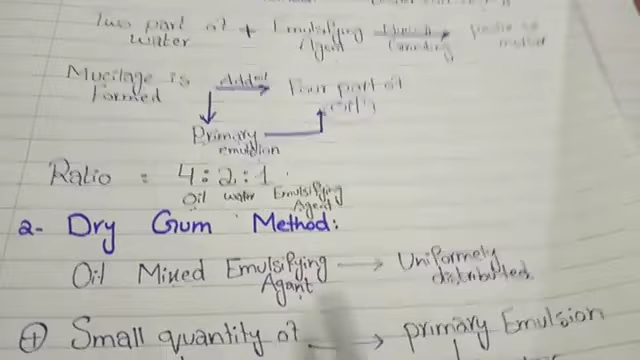 Two part of + Emulsifying
water Agent
Mucilage is Added Four part of
Formed oil
Primary
emulsion
Ratio = 4:2:1
Oil water Emulsifying
Agent
2- Dry Gum Method:
Oil Mixed Emulsifying → Uniformely
Agent distributed
⊕ Small quantity of → primary Emulsion